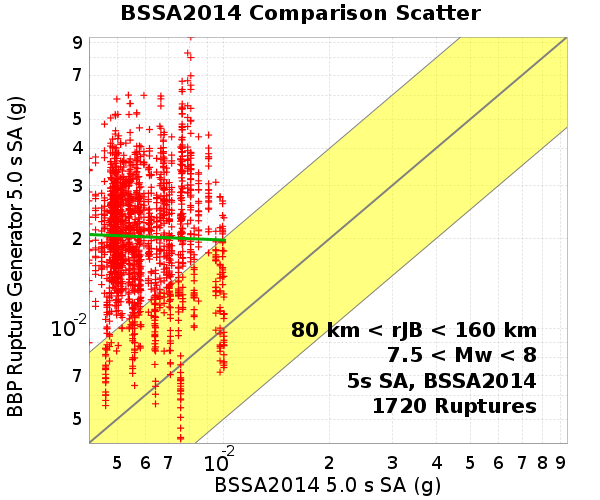 BSSA2014 Comparison Scatter
BBP Rupture Generator 5.0 s SA (g)
9
7
5
4
3
2
10-2
7
5
80 km < rJB < 160 km
7.5 < Mw < 8
5s SA, BSSA2014
1720 Ruptures
5 6 7 10-2 2 3 4 5 6 7 8 9
BSSA2014 5.0 s SA (g)